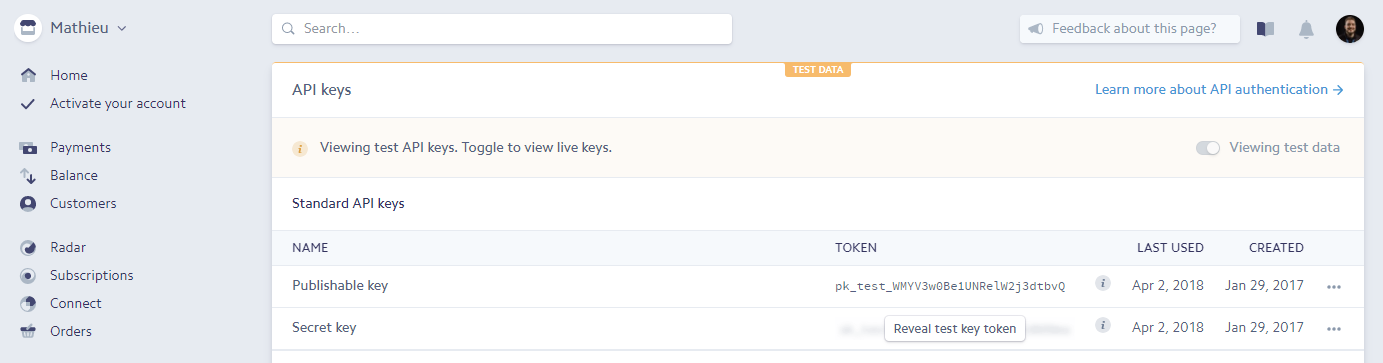 Mathieu
Search...
Feedback about this page?
Home
Activate your account
Payments
Balance
Customers
Radar
Subscriptions
Connect
Orders
TEST DATA
API keys
Learn more about API authentication →
Viewing test API keys. Toggle to view live keys.
Viewing test data
Standard API keys
NAME TOKEN LAST USED CREATED
Publishable key pk_test_WMYV3w0Be1UNRelW2j3dtbvQ Apr 2, 2018 Jan 29, 2017
Secret key Reveal test key token Apr 2, 2018 Jan 29, 2017